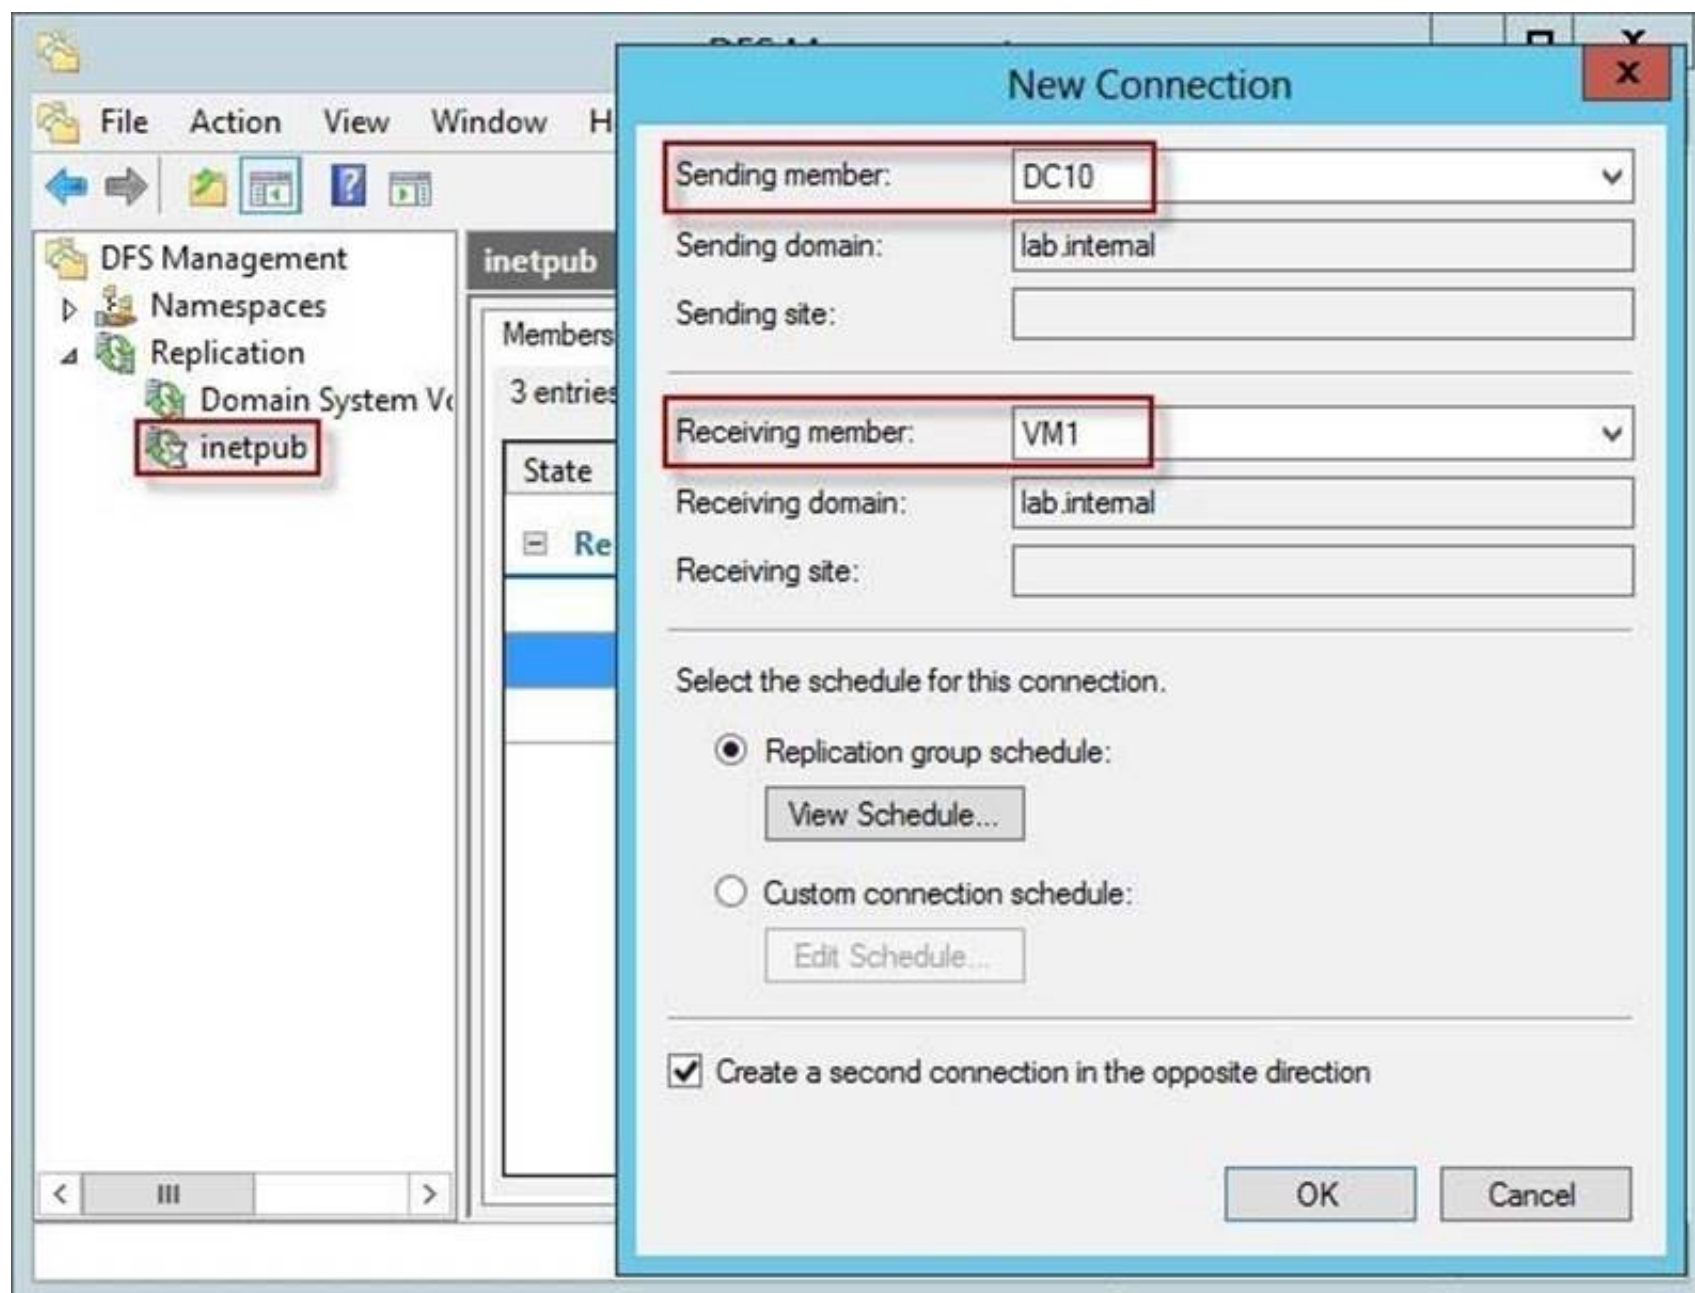 New Connection
File Action View Window H
DFS Management
Namespaces
Replication
Domain System Vo
inetpub
inetpub
Members
3 entries
State
Re
Sending member: DC10
Sending domain: lab.internal
Sending site:
Receiving member: VM1
Receiving domain: lab.internal
Receiving site:
Select the schedule for this connection.
Replication group schedule:
View Schedule...
Custom connection schedule:
Edit Schedule...
Create a second connection in the opposite direction
OK Cancel